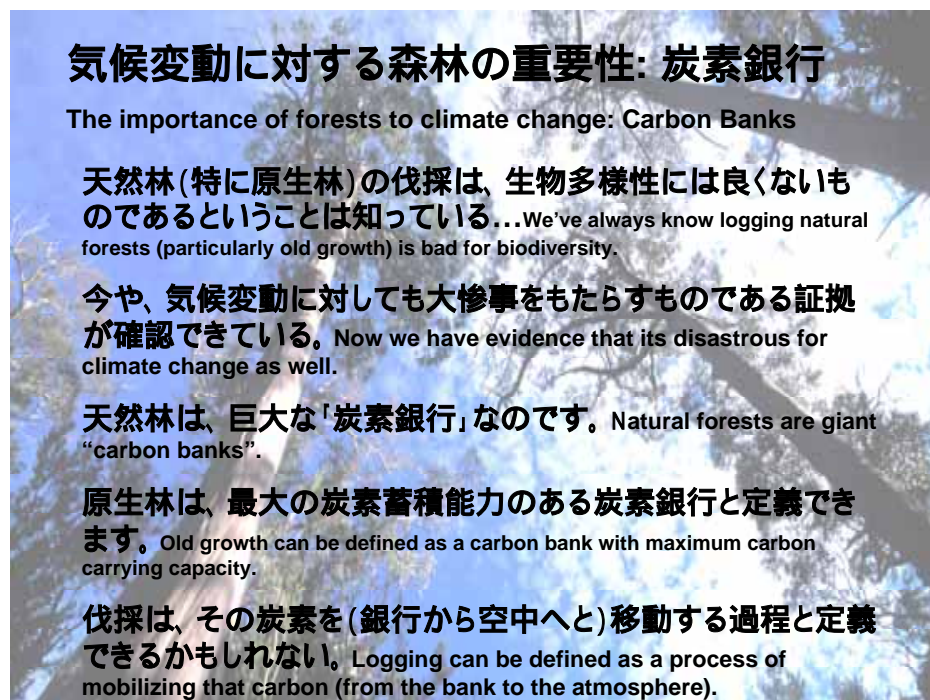 気候変動に対する森林の重要性: 炭素銀行
The importance of forests to climate change: Carbon Banks
天然林(特に原生林)の伐採は、生物多様性には良くないも
のであるということは知っている...We’ve always know logging natural
forests (particularly old growth) is bad for biodiversity.
今や、気候変動に対しても大惨事をもたらすものである証拠
が確認できている。Now we have evidence that its disastrous for
climate change as well.
天然林は、巨大な「炭素銀行」なのです。Natural forests are giant
“carbon banks”.
原生林は、最大の炭素蓄積能力のある炭素銀行と定義でき
ます。Old growth can be defined as a carbon bank with maximum carbon
carrying capacity.
伐採は、その炭素を(銀行から空中へと)移動する過程と定義
できるかもしれない。Logging can be defined as a process of
mobilizing that carbon (from the bank to the atmosphere).